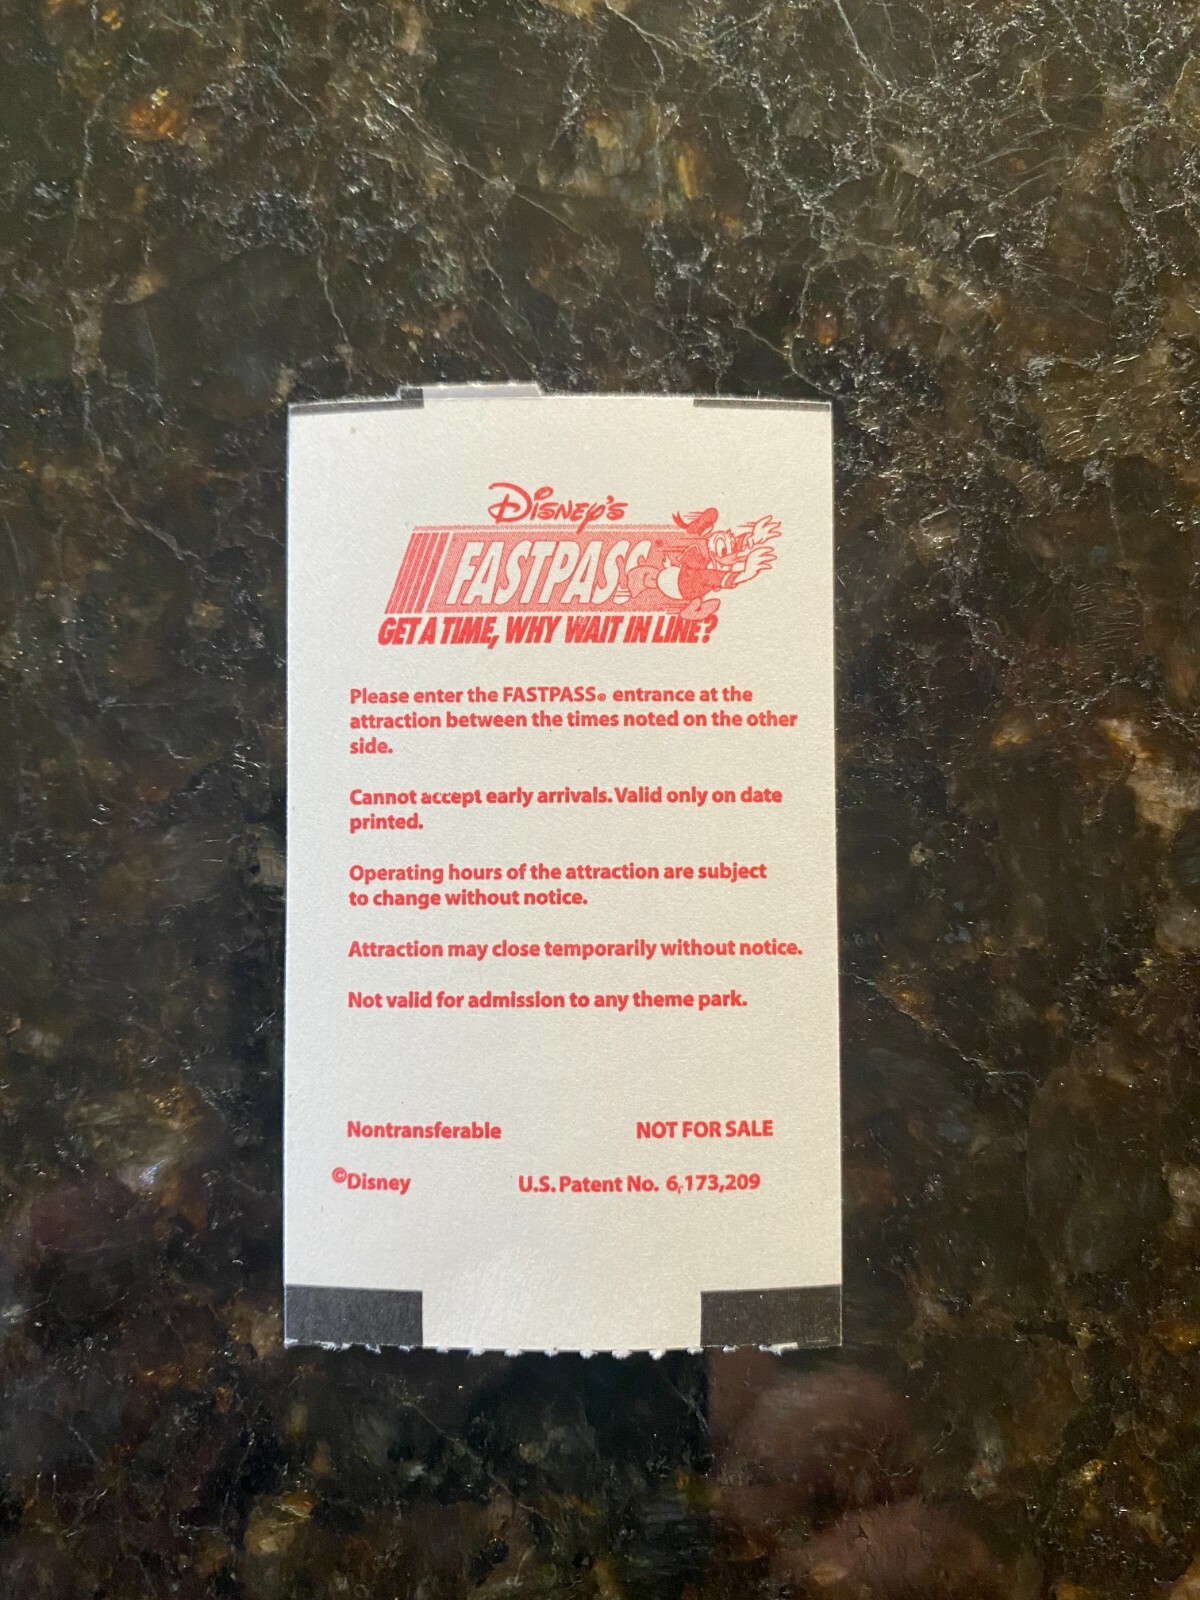 Disney's
FASTPASS®
GET A TIME, WHY WAIT IN LINE?
Please enter the FASTPASS® entrance at the
attraction between the times noted on the other
side.
Cannot accept early arrivals. Valid only on date
printed.
Operating hours of the attraction are subject
to change without notice.
Attraction may close temporarily without notice.
Not valid for admission to any theme park.
Nontransferable NOT FOR SALE
©Disney U.S. Patent No. 6,173,209